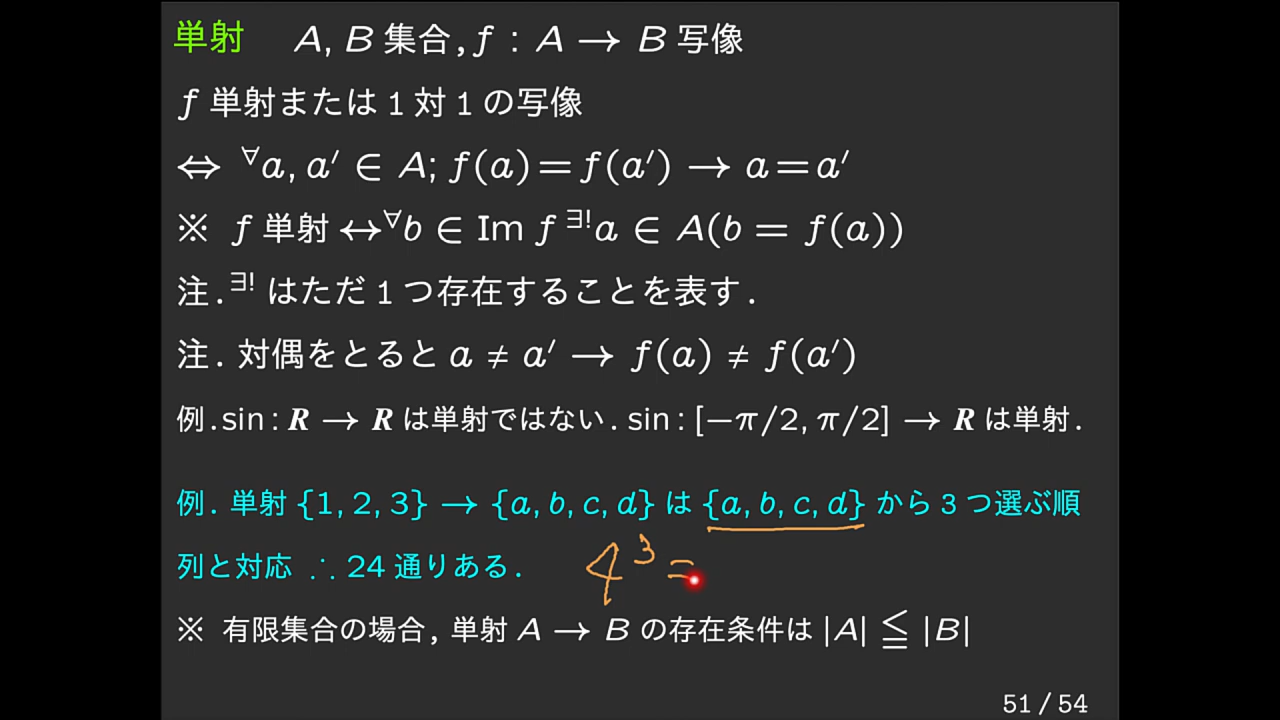 単射 A, B 集合, f : A → B 写像
f 単射または 1 対 1 の写像
⇔ ∀a, a′ ∈ A; f(a)=f(a′) → a=a′
※ f 単射 ↔∀b ∈ Im f ∃!a ∈ A(b = f(a))
注. ∃! はただ 1 つ存在することを表す.
注. 対偶をとると a ≠ a′ → f(a) ≠ f(a′)
例. sin : R → R は単射ではない. sin : [−π/2, π/2] → R は単射.
例. 単射 {1, 2, 3} → {a, b, c, d} は {a, b, c, d} から 3 つ選ぶ順
列と対応 ∴ 24 通りある.
4³ =
※ 有限集合の場合, 単射 A → B の存在条件は |A| ≦ |B|
51 / 54